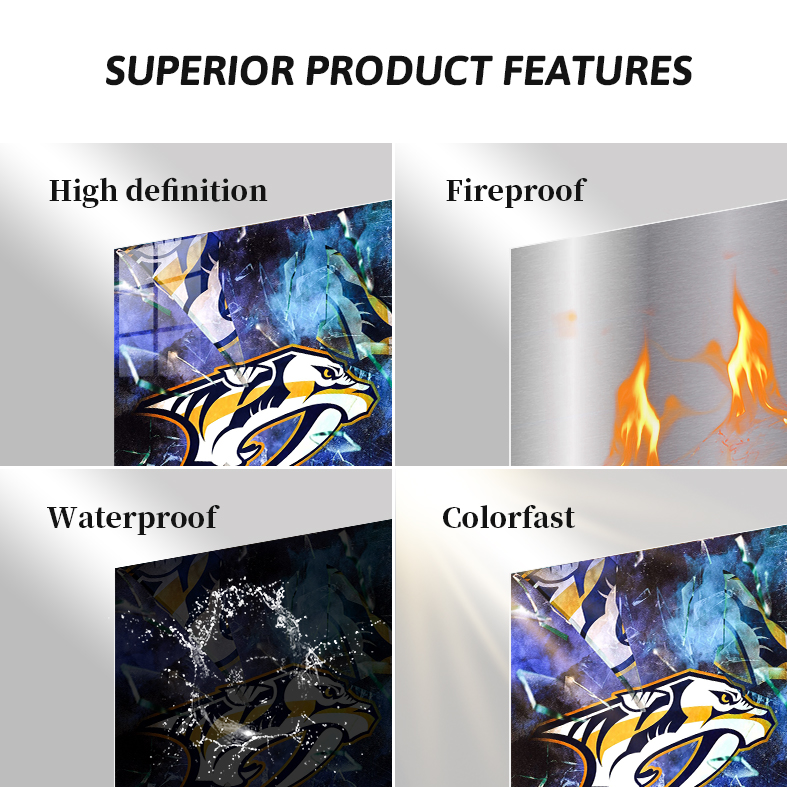 SUPERIOR PRODUCT FEATURES
High definition
Fireproof
Waterproof
Colorfast